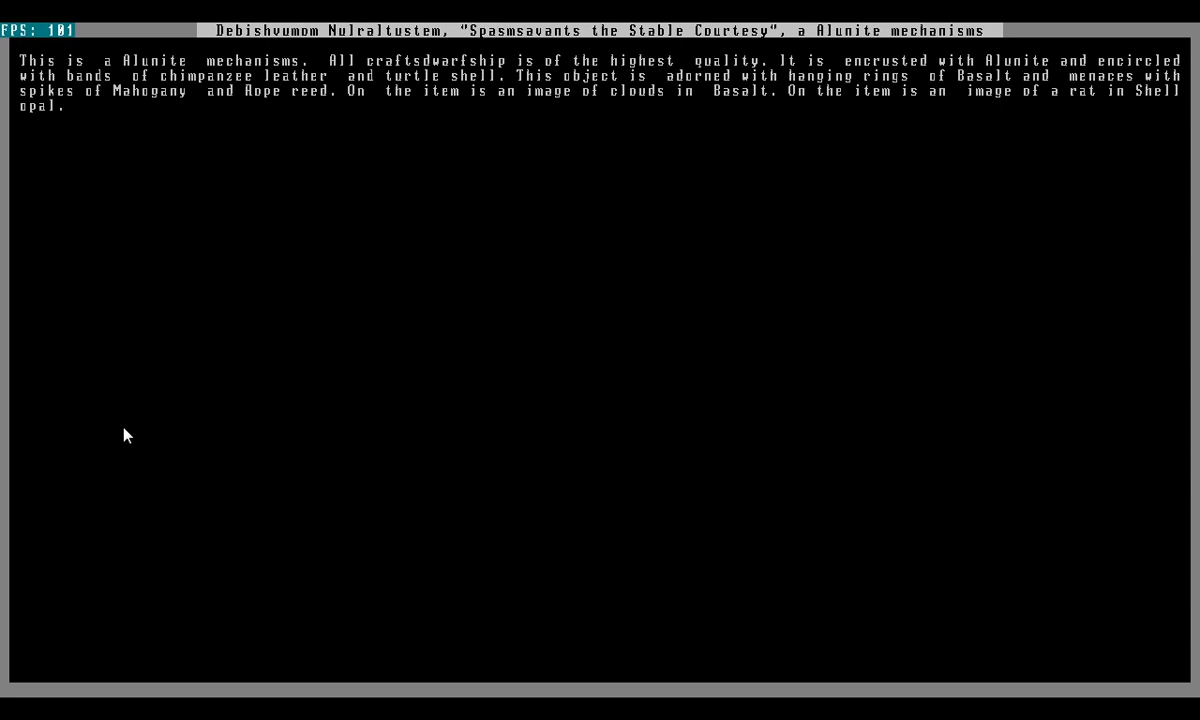 FPS: 101
Debishvumom Nulraltustem, "Spasmsavants the Stable Courtesy", a Alunite mechanisms
This is a Alunite mechanisms. All craftsdwarfship is of the highest quality. It is encrusted with Alunite and encircled
with bands of chimpanzee leather and turtle shell. This object is adorned with hanging rings of Basalt and menaces with
spikes of Mahogany and Rope reed. On the item is an image of clouds in Basalt. On the item is an image of a rat in Shell
opal.